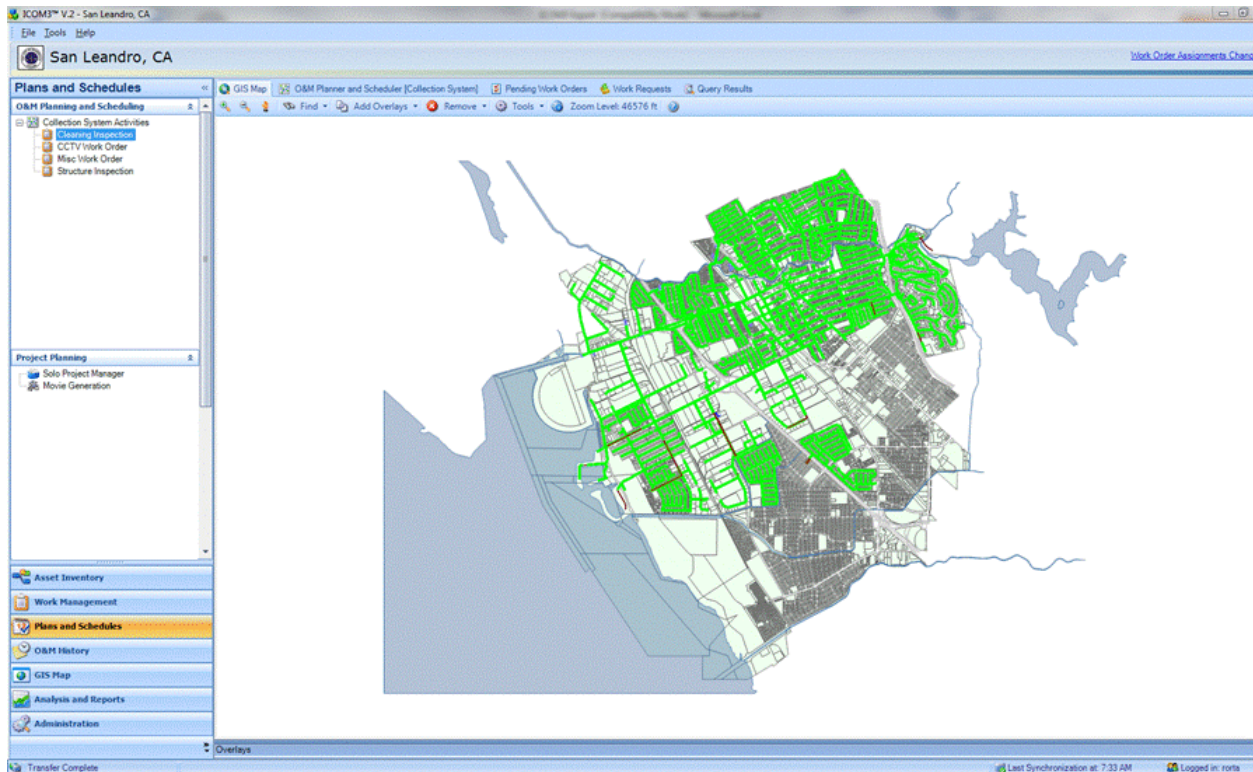 ICOM3™ V.2 - San Leandro, CA
File Tools Help
San Leandro, CA
Work Order Assignments Chang
Plans and Schedules
GIS Map O&M Planner and Scheduler [Collection System] Pending Work Orders Work Requests Query Results
O&M Planning and Scheduling
Find Add Overlays Remove Tools Zoom Level: 46576 ft
Collection System Activities
Cleaning Inspection
CCTV Work Order
Misc Work Order
Structure Inspection
Project Planning
Solo Project Manager
Movie Generation
Asset Inventory
Work Management
Plans and Schedules
O&M History
GIS Map
Analysis and Reports
Administration
Overlays
Transfer Complete Last Synchronization at: 7:33 AM Logged in: rorta